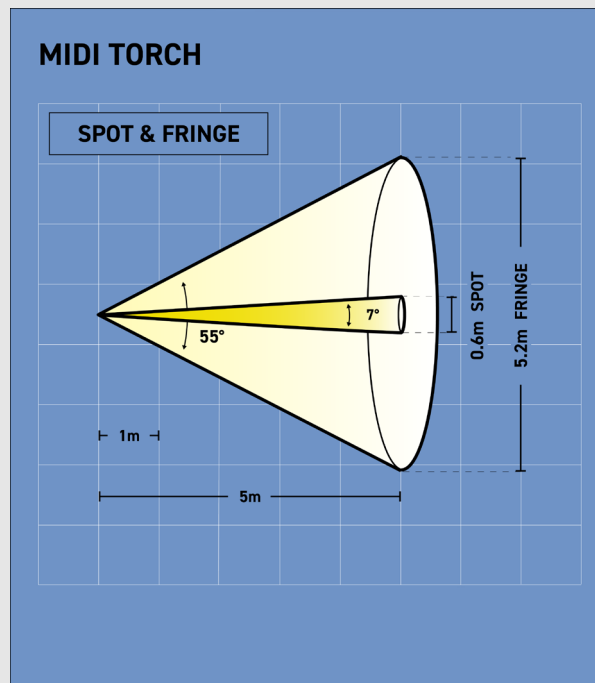 MIDI TORCH
SPOT & FRINGE
55°
7°
0.6m SPOT
5.2m FRINGE
1m
5m